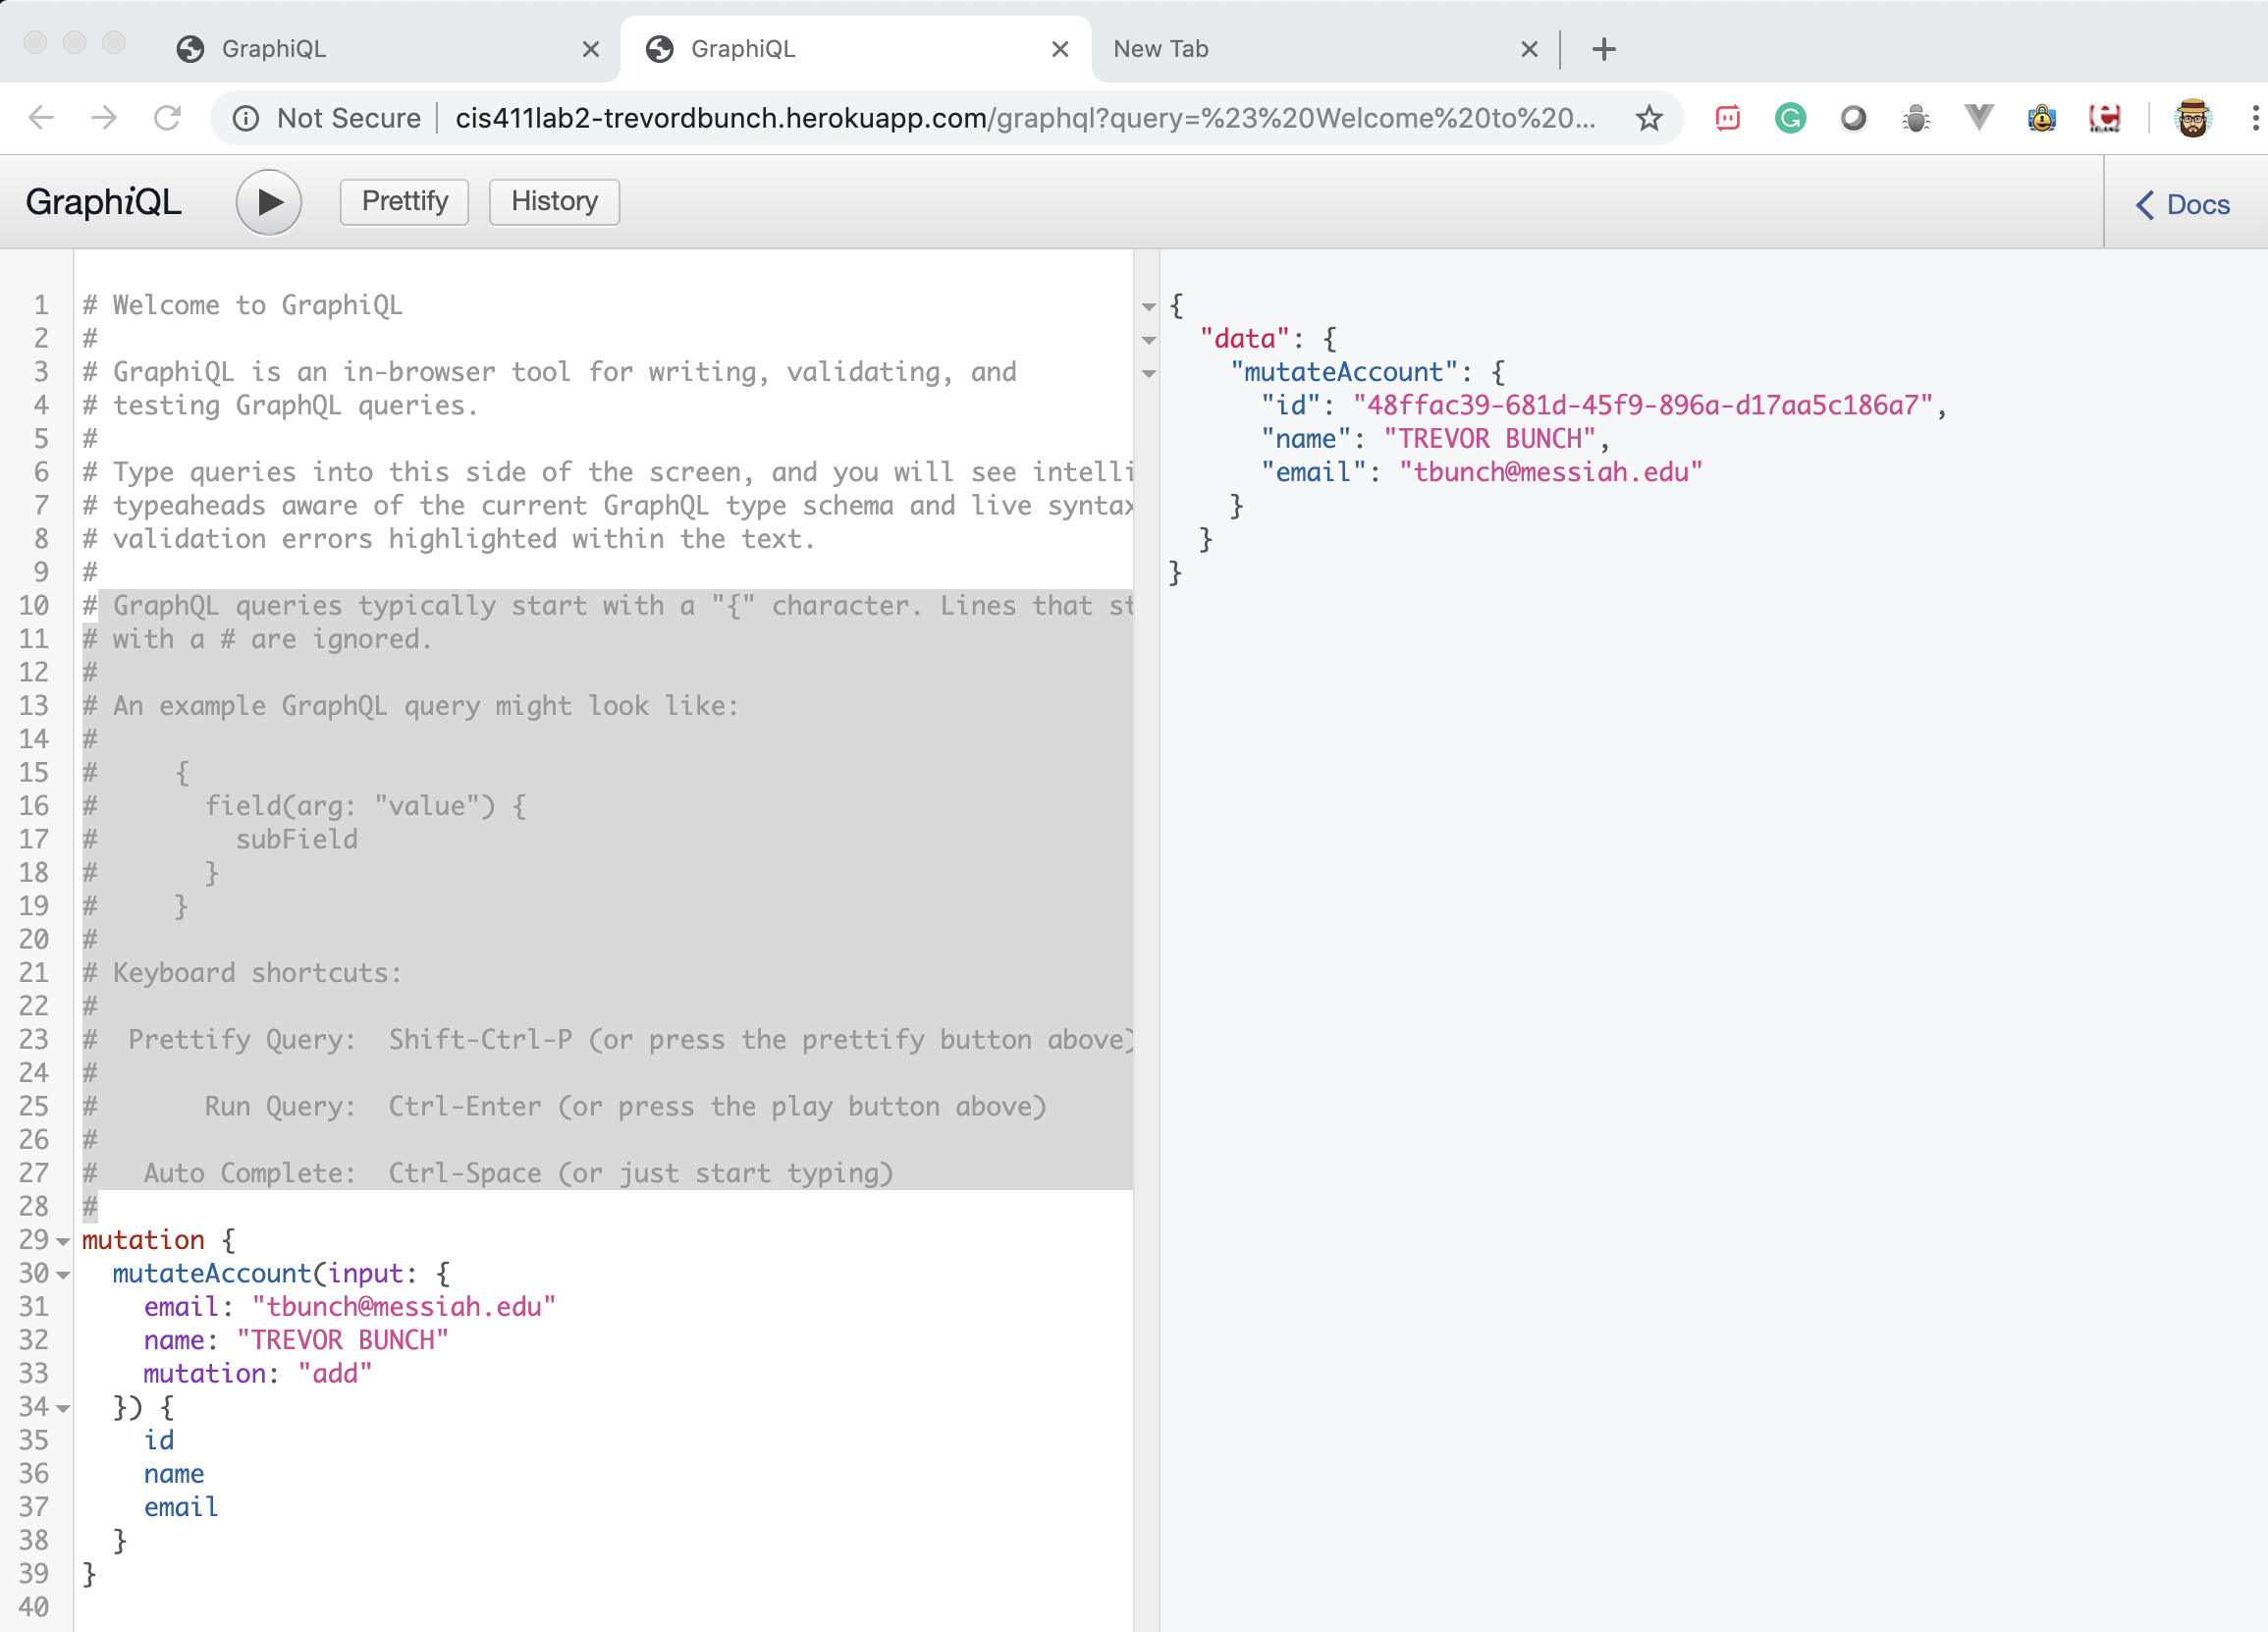 GraphiQL
GraphiQL
New Tab
Not Secure cis411lab2-trevordbunch.herokuapp.com/graphql?query=%23%20Welcome%20to%20...
GraphiQL
Prettify
History
Docs
1 # Welcome to GraphiQL
2 #
3 # GraphiQL is an in-browser tool for writing, validating, and
4 # testing GraphQL queries.
5 #
6 # Type queries into this side of the screen, and you will see intelli
7 # typeaheads aware of the current GraphQL type schema and live syntax
8 # validation errors highlighted within the text.
9 #
10 # GraphQL queries typically start with a "{" character. Lines that st
11 # with a # are ignored.
12 #
13 # An example GraphQL query might look like:
14 #
15 #     {
16 #       field(arg: "value") {
17 #         subField
18 #       }
19 #     }
20 #
21 # Keyboard shortcuts:
22 #
23 #  Prettify Query:  Shift-Ctrl-P (or press the prettify button above)
24 #
25 #       Run Query:  Ctrl-Enter (or press the play button above)
26 #
27 #   Auto Complete:  Ctrl-Space (or just start typing)
28 #
29 mutation {
30   mutateAccount(input: {
31     email: "tbunch@messiah.edu"
32     name: "TREVOR BUNCH"
33     mutation: "add"
34   }) {
35     id
36     name
37     email
38   }
39 }
40
{
  "data": {
    "mutateAccount": {
      "id": "48ffac39-681d-45f9-896a-d17aa5c186a7",
      "name": "TREVOR BUNCH",
      "email": "tbunch@messiah.edu"
    }
  }
}